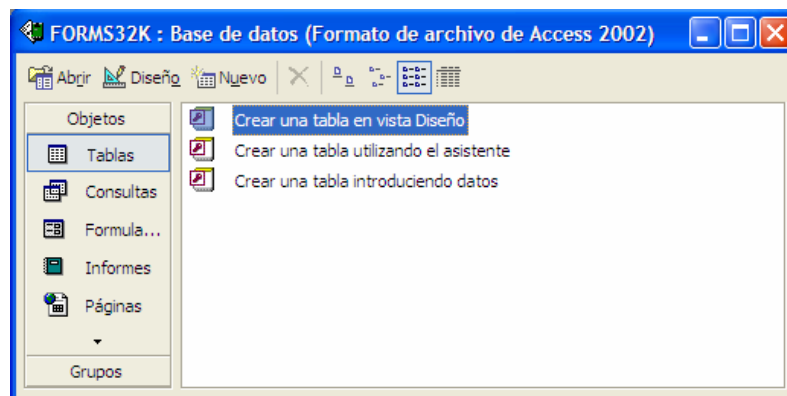 FORMS32K : Base de datos (Formato de archivo de Access 2002)
Abrir Diseño Nuevo
Objetos
Tablas
Consultas
Formula...
Informes
Páginas
Grupos
Crear una tabla en vista Diseño
Crear una tabla utilizando el asistente
Crear una tabla introduciendo datos